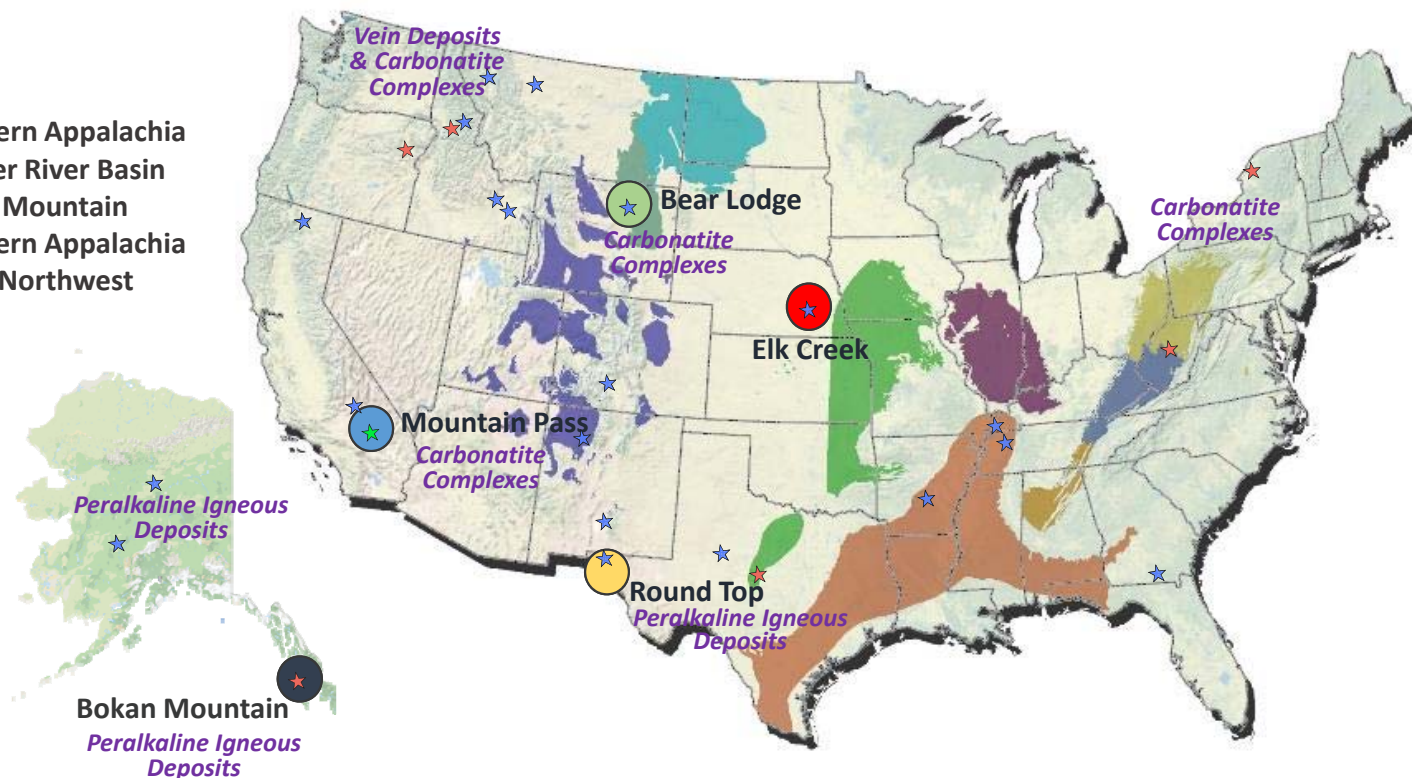 Vein Deposits
& Carbonatite
Complexes
ern Appalachia
er River Basin
Mountain
ern Appalachia
Northwest
Bear Lodge
Carbonatite
Complexes
Carbonatite
Complexes
Elk Creek
Mountain Pass
Carbonatite
Complexes
Peralkaline Igneous
Deposits
Round Top
Peralkaline Igneous
Deposits
Bokan Mountain
Peralkaline Igneous
Deposits